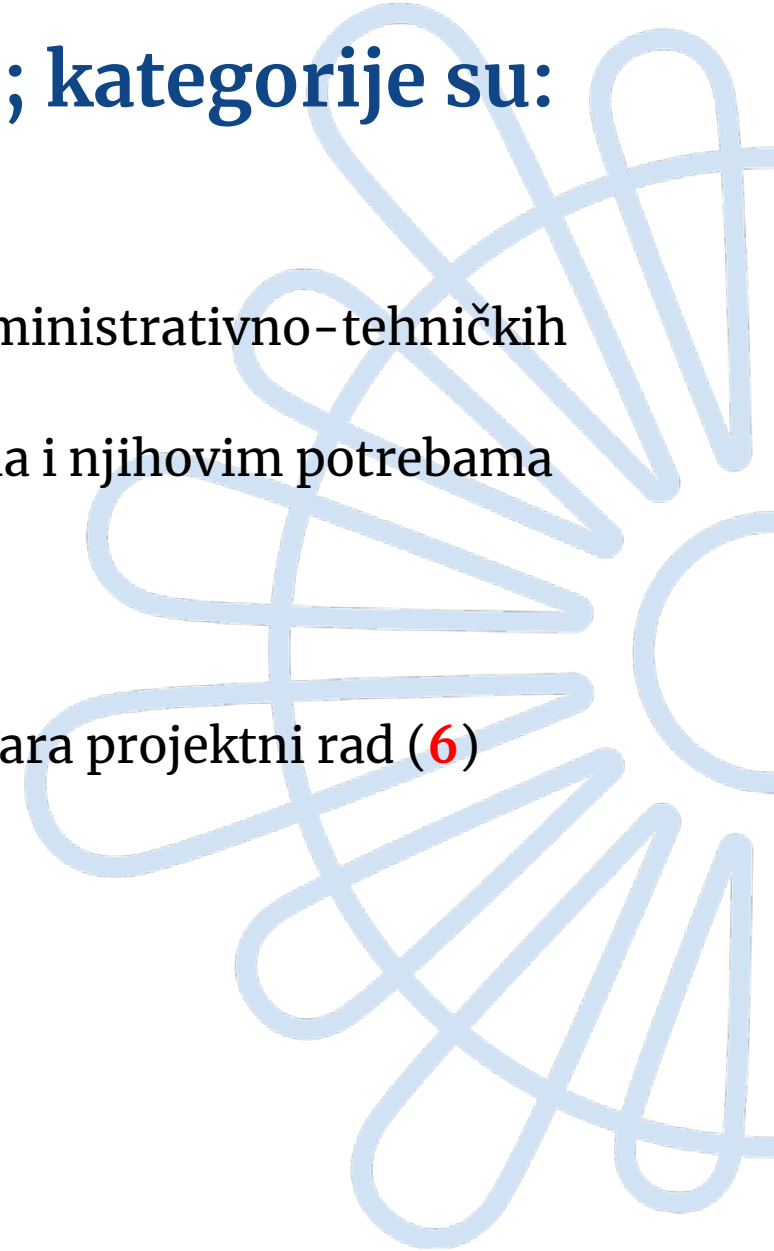 ; kategorije su:
ministrativno-tehničkih
a i njihovim potrebama
ara projektni rad (6)